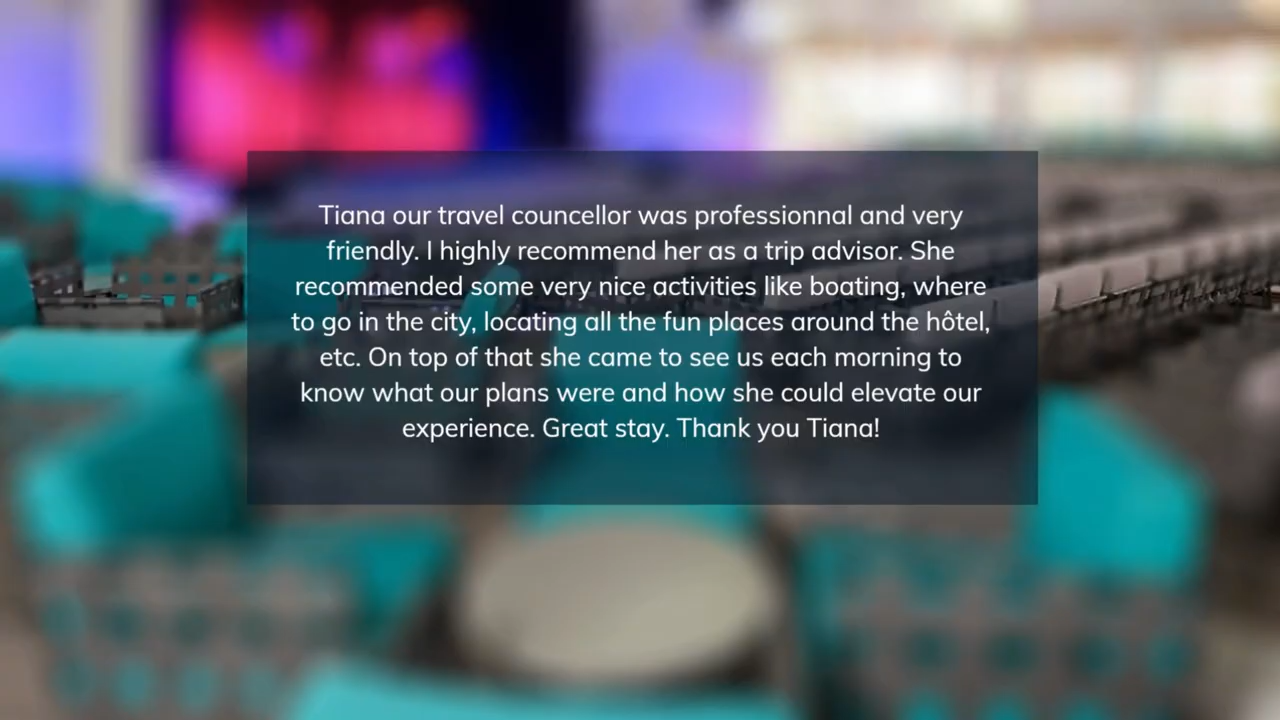 Tiana our travel councellor was professionnal and very
friendly. I highly recommend her as a trip advisor. She
recommended some very nice activities like boating, where
to go in the city, locating all the fun places around the hôtel,
etc. On top of that she came to see us each morning to
know what our plans were and how she could elevate our
experience. Great stay. Thank you Tiana!